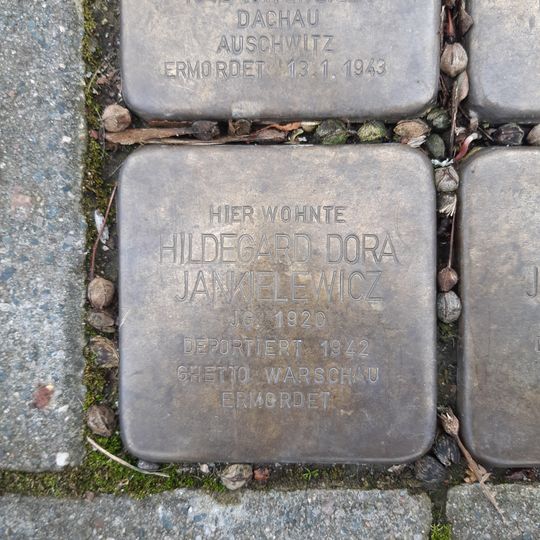 DACHAU
AUSCHWITZ
ERMORDET 13.1.1943
HIER WOHNTE
HILDEGARD DORA
JANKIELEWICZ
JG. 1920
DEPORTIERT 1942
GHETTO WARSCHAU
ERMORDET